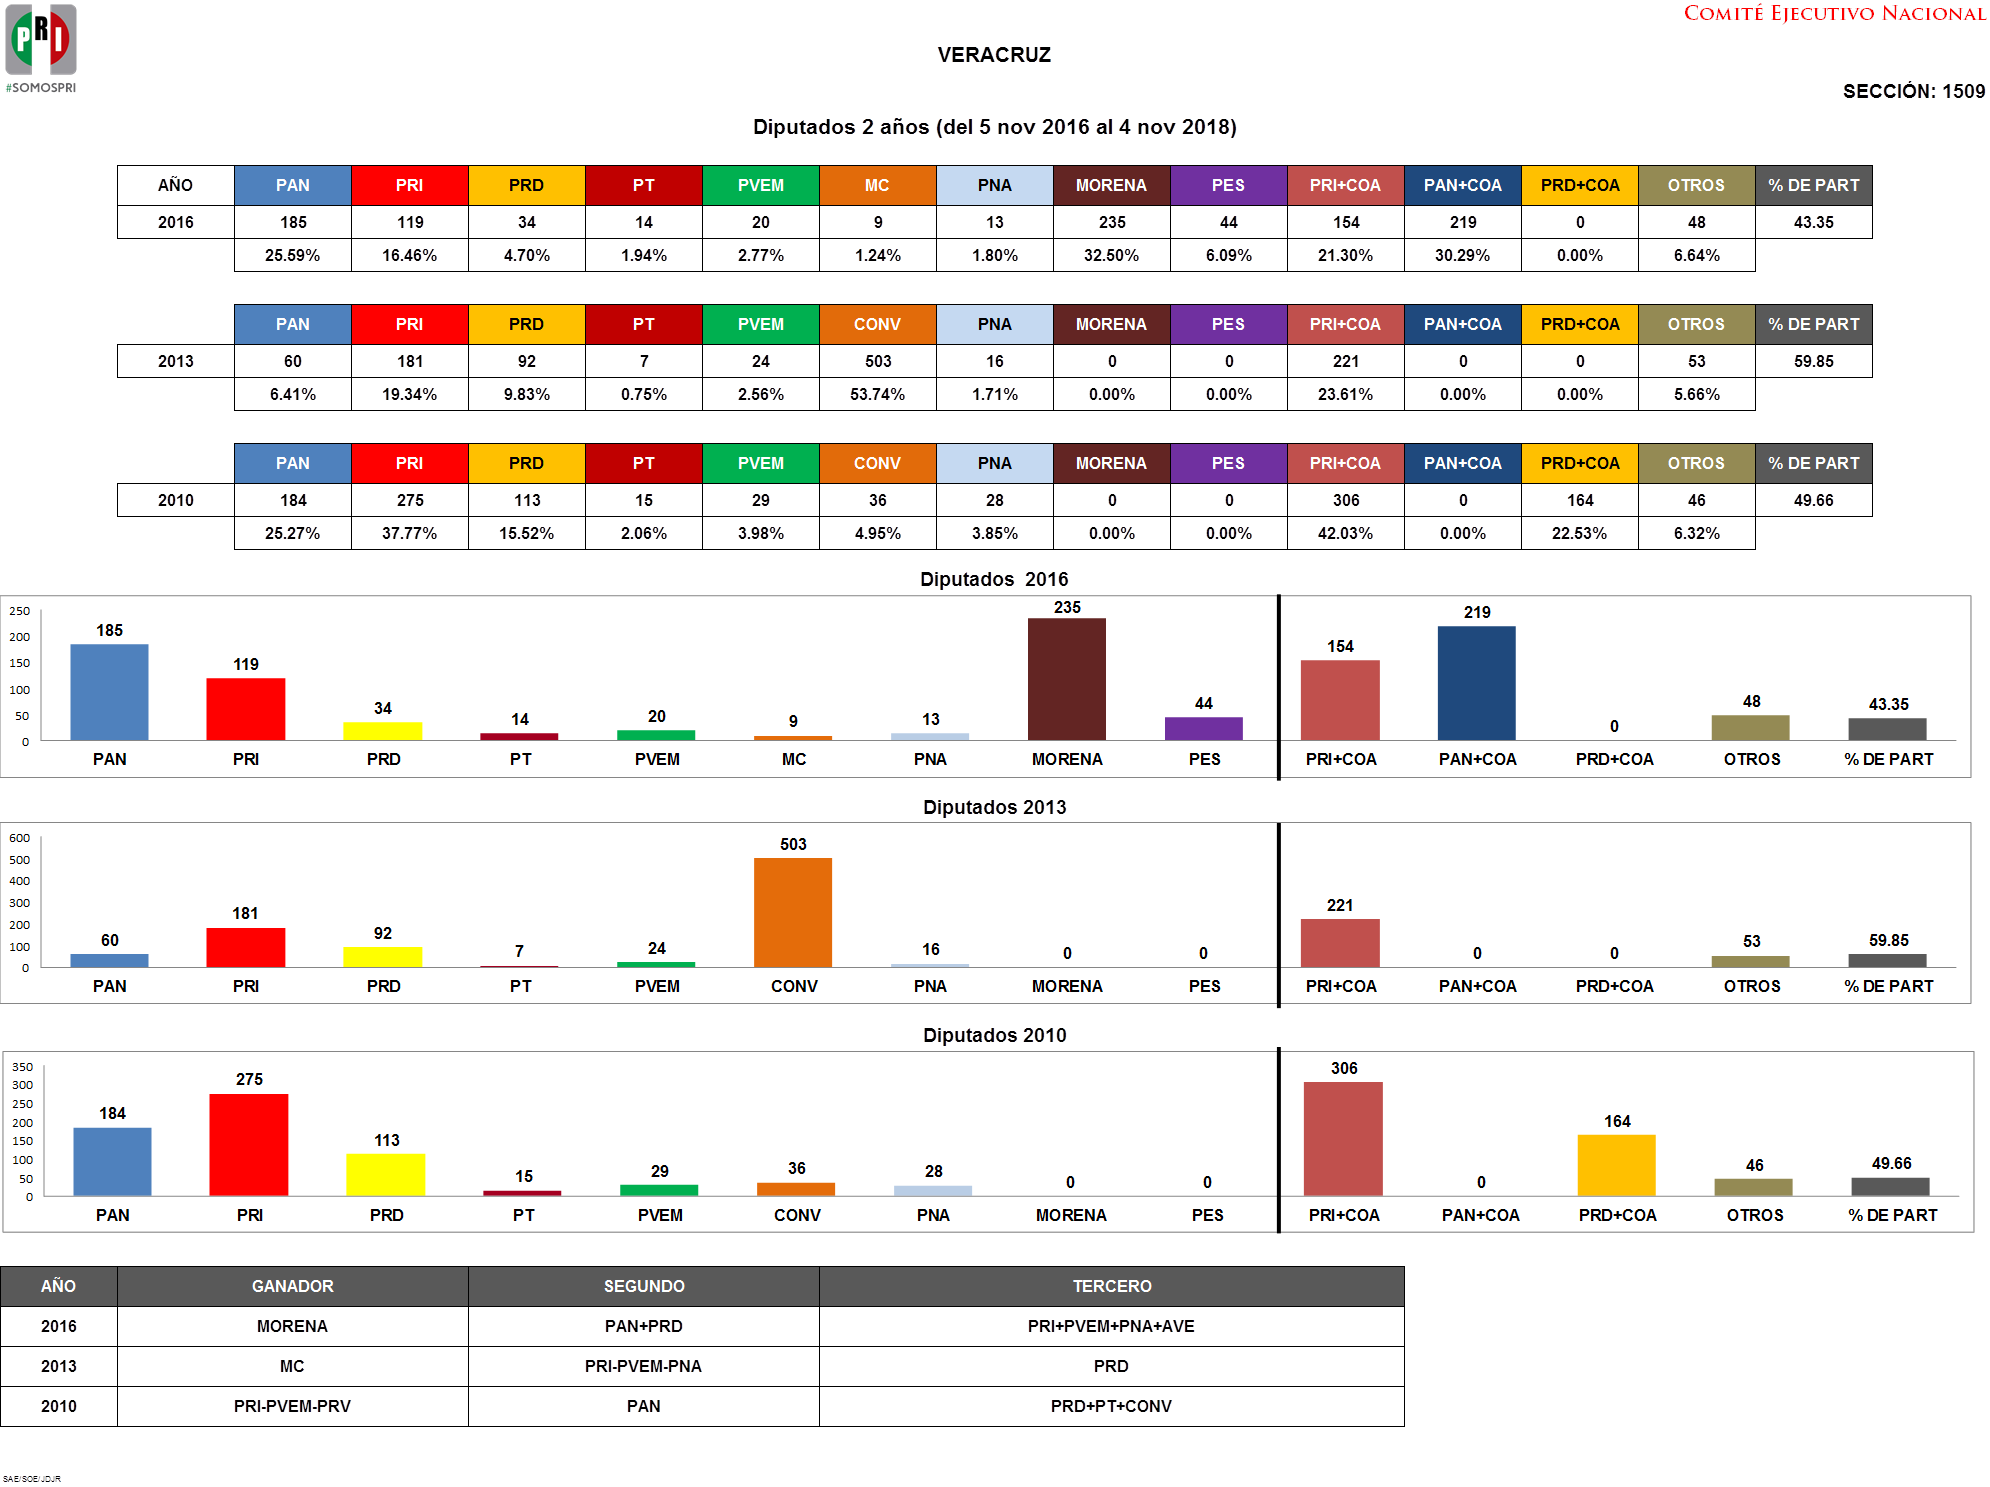 PRI
#SOMOSPRI
COMITÉ EJECUTIVO NACIONAL
VERACRUZ
SECCIÓN: 1509
Diputados 2 años (del 5 nov 2016 al 4 nov 2018)
AÑO PAN PRI PRD PT PVEM MC PNA MORENA PES PRI+COA PAN+COA PRD+COA OTROS % DE PART
2016 185 119 34 14 20 9 13 235 44 154 219 0 48 43.35
25.59% 16.46% 4.70% 1.94% 2.77% 1.24% 1.80% 32.50% 6.09% 21.30% 30.29% 0.00% 6.64%
PAN PRI PRD PT PVEM CONV PNA MORENA PES PRI+COA PAN+COA PRD+COA OTROS % DE PART
2013 60 181 92 7 24 503 16 0 0 221 0 0 53 59.85
6.41% 19.34% 9.83% 0.75% 2.56% 53.74% 1.71% 0.00% 0.00% 23.61% 0.00% 0.00% 5.66%
PAN PRI PRD PT PVEM CONV PNA MORENA PES PRI+COA PAN+COA PRD+COA OTROS % DE PART
2010 184 275 113 15 29 36 28 0 0 306 0 164 46 49.66
25.27% 37.77% 15.52% 2.06% 3.98% 4.95% 3.85% 0.00% 0.00% 42.03% 0.00% 22.53% 6.32%
Diputados 2016
250
200
150
100
50
0
185 119 34 14 20 9 13 235 44 154 219 0 48 43.35
PAN PRI PRD PT PVEM MC PNA MORENA PES PRI+COA PAN+COA PRD+COA OTROS % DE PART
Diputados 2013
600
500
400
300
200
100
0
60 181 92 7 24 503 16 0 0 221 0 0 53 59.85
PAN PRI PRD PT PVEM CONV PNA MORENA PES PRI+COA PAN+COA PRD+COA OTROS % DE PART
Diputados 2010
350
300
250
200
150
100
50
0
184 275 113 15 29 36 28 0 0 306 0 164 46 49.66
PAN PRI PRD PT PVEM CONV PNA MORENA PES PRI+COA PAN+COA PRD+COA OTROS % DE PART
AÑO GANADOR SEGUNDO TERCERO
2016 MORENA PAN+PRD PRI+PVEM+PNA+AVE
2013 MC PRI-PVEM-PNA PRD
2010 PRI-PVEM-PRV PAN PRD+PT+CONV
SAE/SOE/JDJR